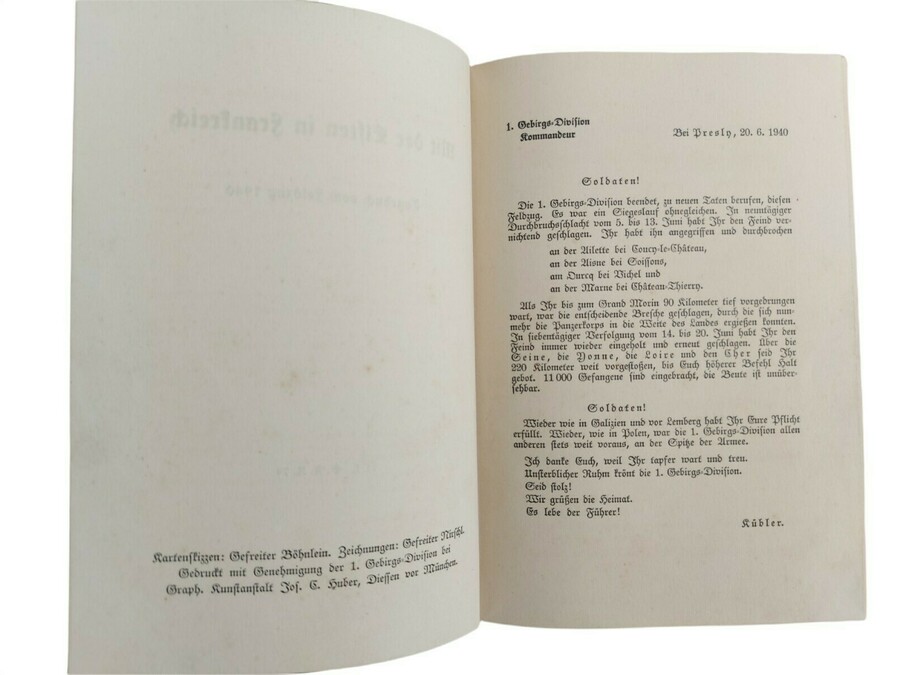 Kartenskizzen: Gefreiter Böhnlein. Zeichnungen: Gefreiter
Gedruckt mit Genehmigung der 1. Gebirgs-Division bei
Graph. Kunstanstalt Jos. C. Huber, Diessen vor München.
1. Gebirgs-Division
Kommandeur
Bei Presly, 20. 6. 1940
Soldaten!
Die 1. Gebirgs-Division beendet, zu neuen Taten berufen, diesen
Feldzug. Es war ein Siegeslauf ohnegleichen. In neuntägiger
Durchbruchsschlacht vom 5. bis 13. Juni habt Ihr den Feind ver-
nichtend geschlagen. Ihr habt ihn angegriffen und durchbrochen
an der Ailette bei Coucy-le-Château,
an der Aisne bei Soissons,
am Ourcq bei Vichel und
an der Marne bei Château-Thierry.
Als Ihr bis zum Grand Morin 90 Kilometer tief vorgedrungen
wart, war die entscheidende Bresche geschlagen, durch die sich nun-
mehr die Panzerkorps in die Weite des Landes ergießen konnten.
In siebentägiger Verfolgung vom 14. bis 20. Juni habt Ihr den
Feind immer wieder eingeholt und erneut geschlagen. Über die
Seine, die Yonne, die Loire und den Cher seid Ihr
220 Kilometer weit vorgestoßen, bis Euch höherer Befehl Halt
gebot. 11 000 Gefangene sind eingebracht, die Beute ist unüber-
sehbar.
Soldaten!
Wieder wie in Galizien und vor Lemberg habt Ihr Eure Pflicht
erfüllt. Wieder, wie in Polen, war die 1. Gebirgs-Division allen
anderen stets weit voraus, an der Spitze der Armee.
Ich danke Euch, weil Ihr tapfer wart und treu.
Unsterblicher Ruhm krönt die 1. Gebirgs-Division.
Seid stolz!
Wir grüßen die Heimat.
Es lebe der Führer!
Kübler.